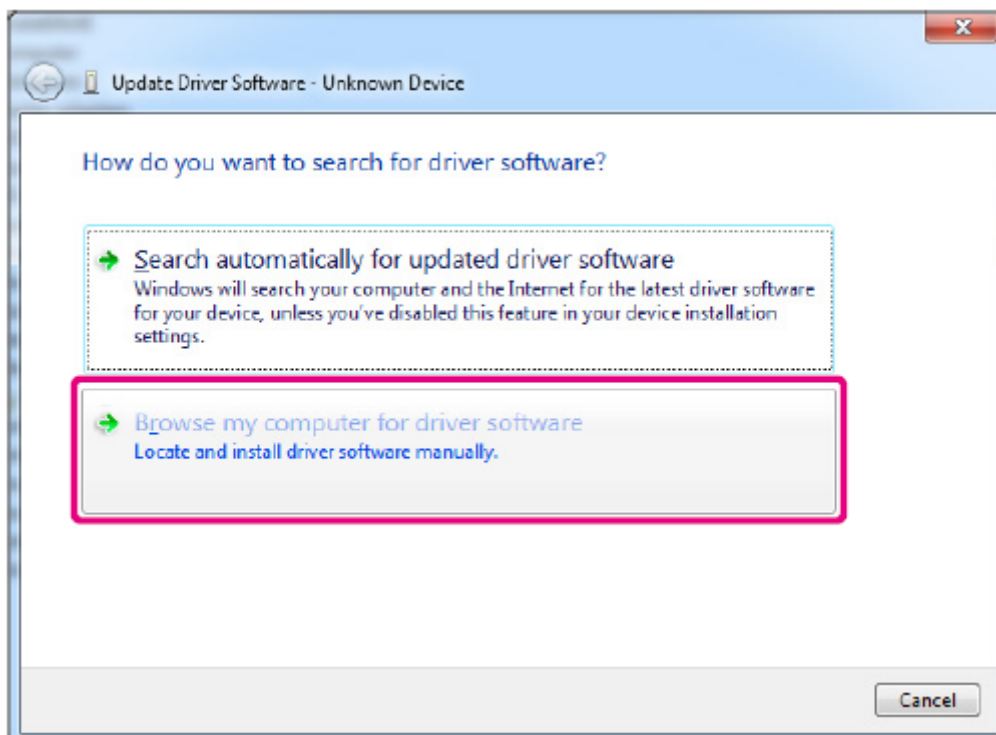 Update Driver Software - Unknown Device
How do you want to search for driver software?
Search automatically for updated driver software
Windows will search your computer and the Internet for the latest driver software
for your device, unless you've disabled this feature in your device installation
settings.
Browse my computer for driver software
Locate and install driver software manually.
Cancel